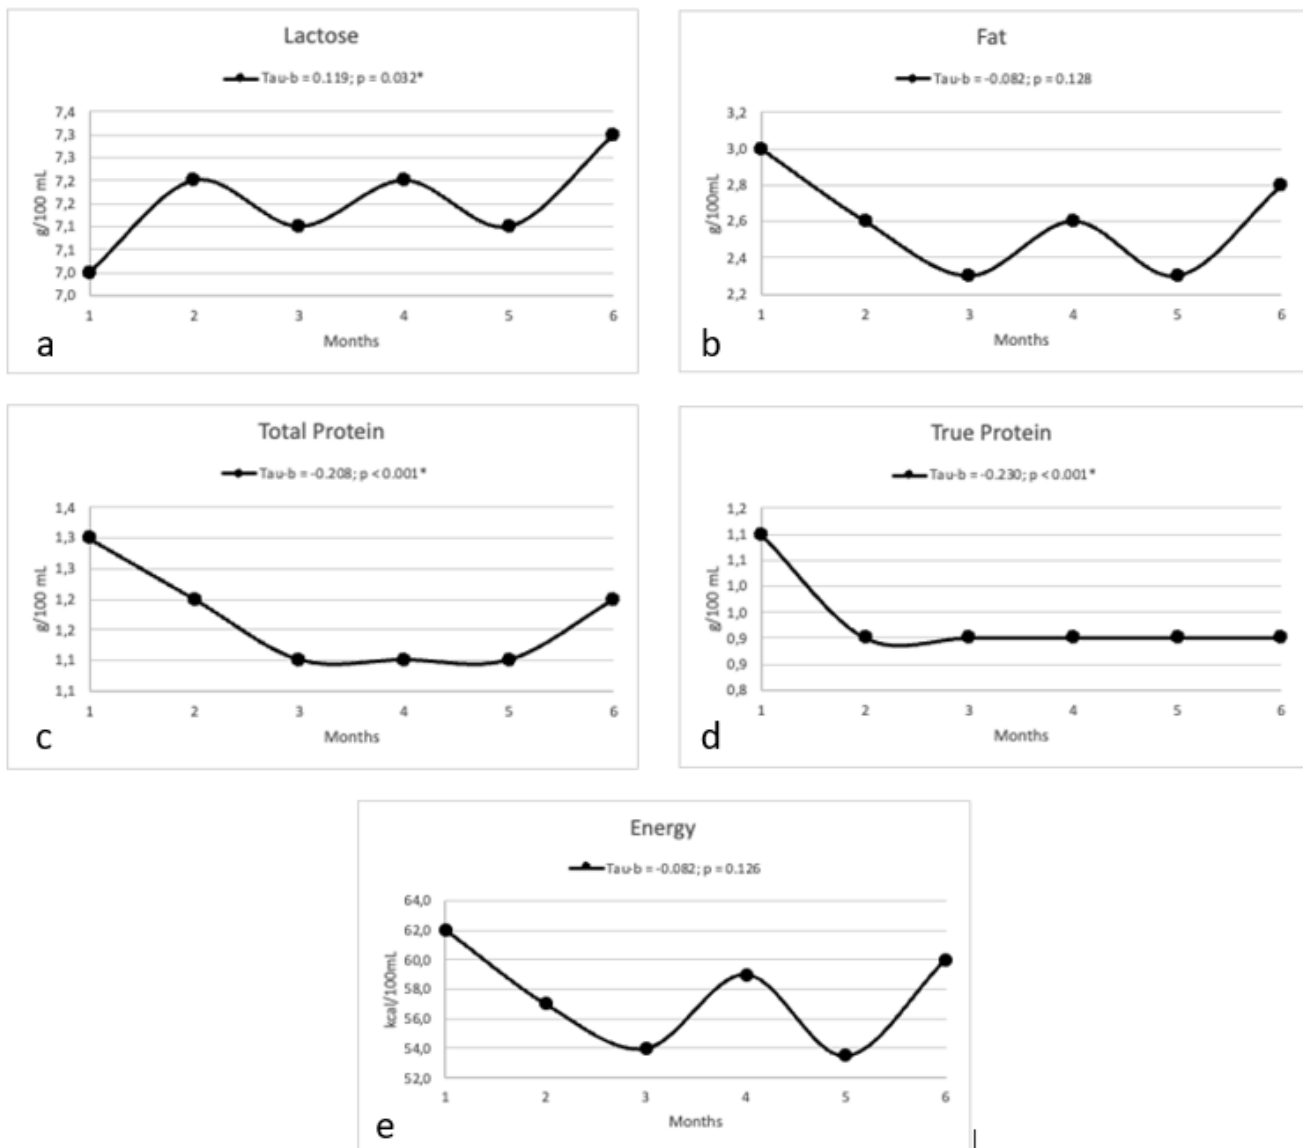 Lactose
Tau-b = 0.119; p = 0.032*
g/100 mL
7,4
7,3
7,3
7,2
7,2
7,1
7,1
7,0
7,0
1 2 3 4 5 6
Months
a
Fat
Tau-b = -0.082; p = 0.128
g/100mL
3,2
3,0
2,8
2,6
2,4
2,2
1 2 3 4 5 6
Months
b
Total Protein
Tau-b = -0.208; p < 0.001*
g/100 mL
1,4
1,3
1,3
1,2
1,2
1,1
1,1
1 2 3 4 5 6
Months
c
True Protein
Tau-b = -0.230; p < 0.001*
g/100 mL
1,2
1,1
1,1
1,0
1,0
0,9
0,9
0,8
1 2 3 4 5 6
Months
d
Energy
Tau-b = -0.082; p = 0.126
kcal/100mL
64,0
62,0
60,0
58,0
56,0
54,0
52,0
1 2 3 4 5 6
Months
e